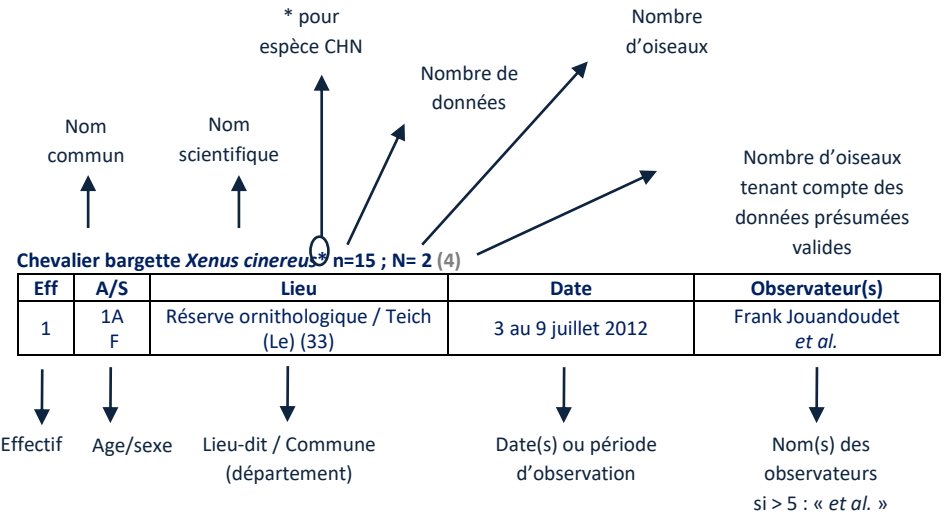 * pour
espèce CHN
Nombre
d'oiseaux
Nombre de
données
Nom
commun
Nom
scientifique
Nombre d'oiseaux
tenant compte des
données présumées
valides
Chevalier bargette Xenus cinereus* n=15 ; N= 2 (4)
Eff A/S Lieu Date Observateur(s)
1 1A F Réserve ornithologique / Teich (Le) (33) 3 au 9 juillet 2012 Frank Jouandoudet et al.
Effectif
Age/sexe
Lieu-dit / Commune
(département)
Date(s) ou période
d'observation
Nom(s) des
observateurs
si > 5 : « et al. »